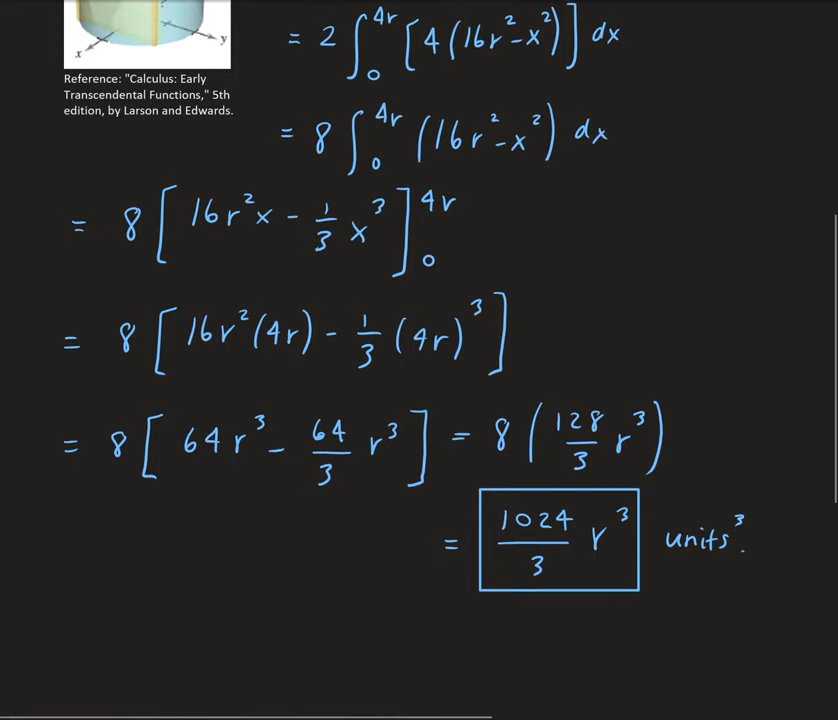 x
y
Reference: "Calculus: Early
Transcendental Functions," 5th
edition, by Larson and Edwards.
= 2 ∫₀^{4r} [4(16r² - x²)] dx
= 8 ∫₀^{4r} (16r² - x²) dx
= 8 [16r²x - 1/3 x³]₀^{4r}
= 8 [16r²(4r) - 1/3 (4r)³]
= 8 [64r³ - 64/3 r³] = 8 (128/3 r³)
= 1024/3 r³ units³.